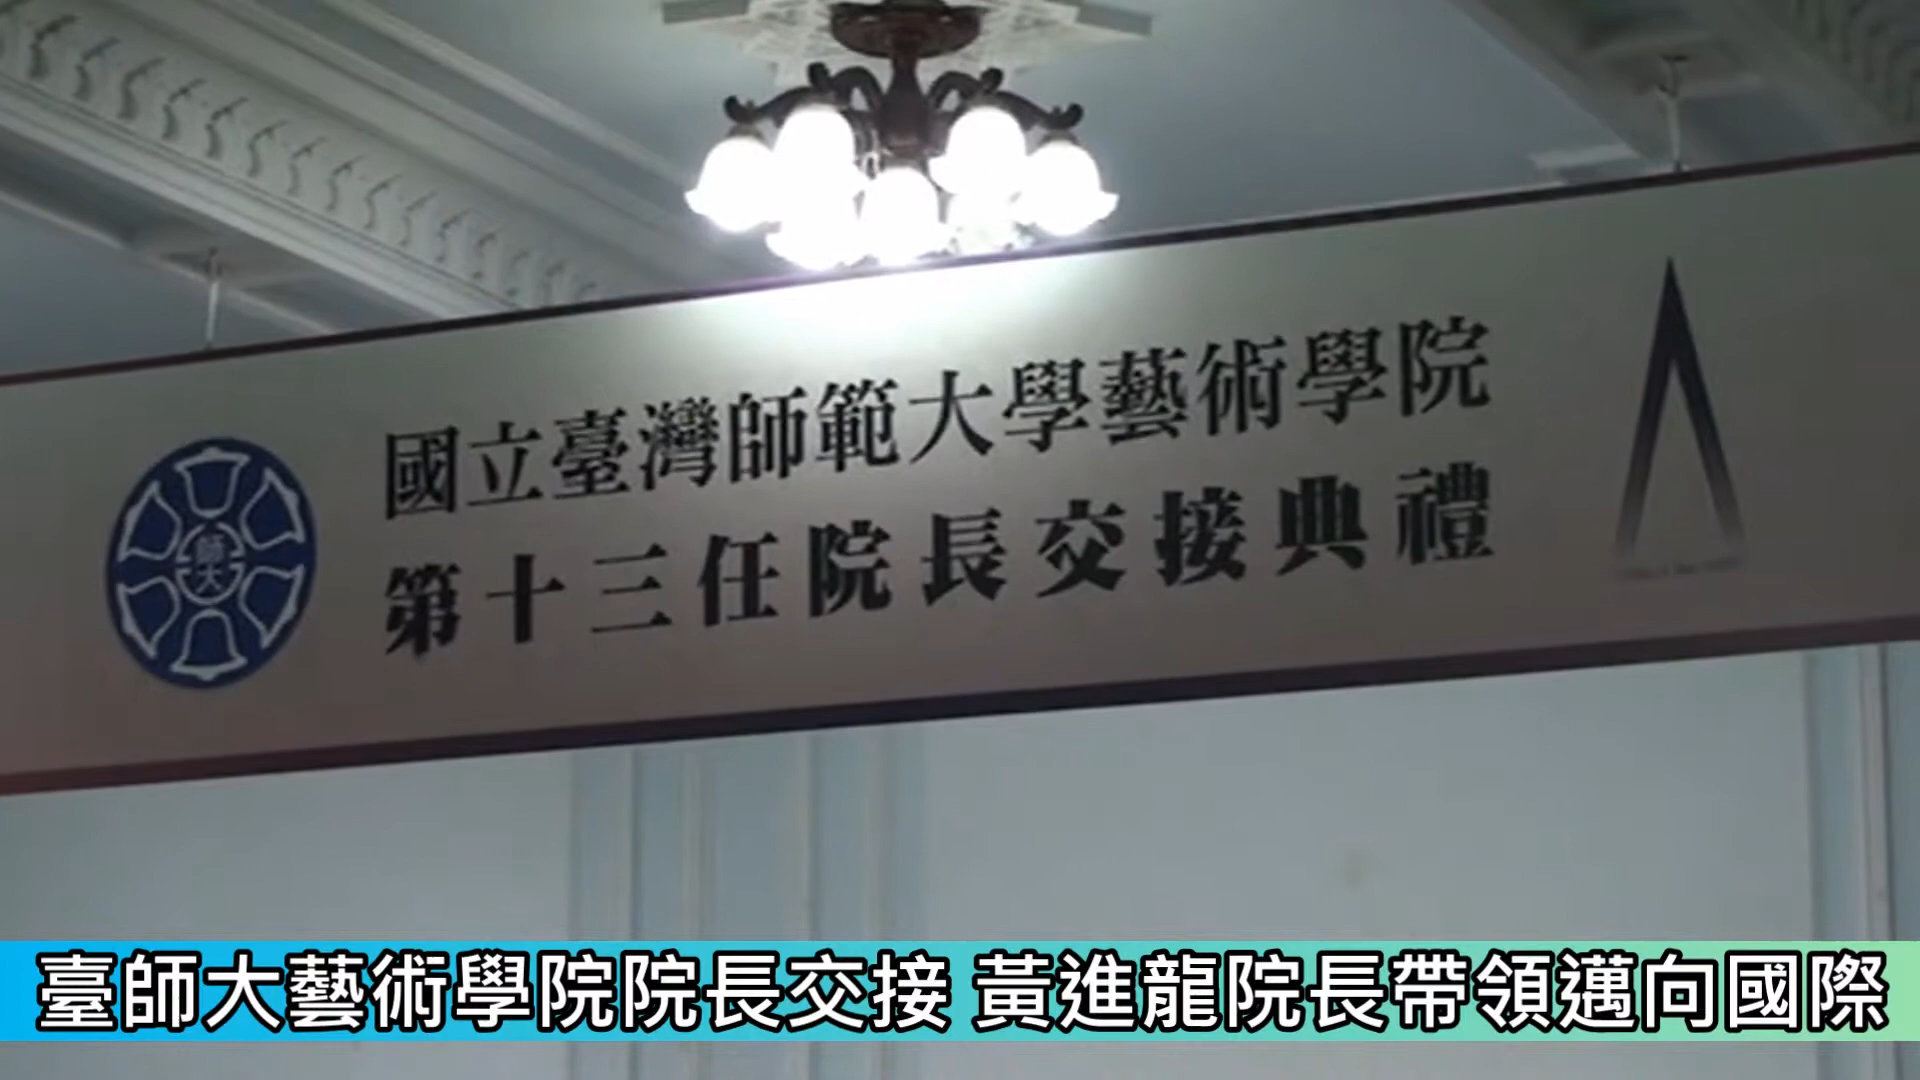 國立臺灣師範大學藝術學院
第十三任院長交接典禮
師大
臺師大藝術學院院長交接 黃進龍院長帶領邁向國際